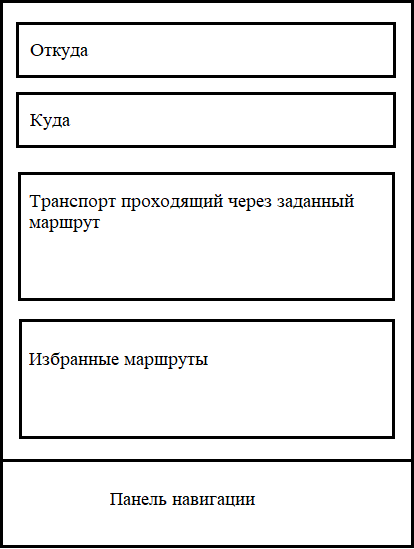 Откуда
Куда
Транспорт проходящий через заданный
маршрут
Избранные маршруты
Панель навигации